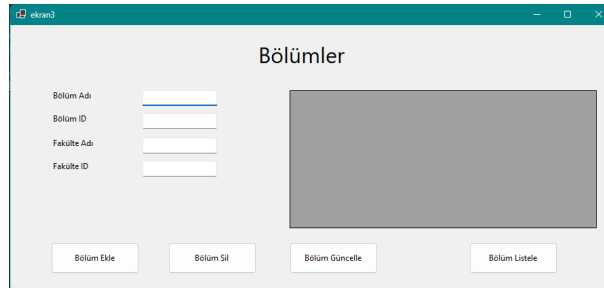 ekran3
Bölümler
Bölüm Adı
Bölüm ID
Fakülte Adı
Fakülte ID
Bölüm Ekle
Bölüm Sil
Bölüm Güncelle
Bölüm Listele